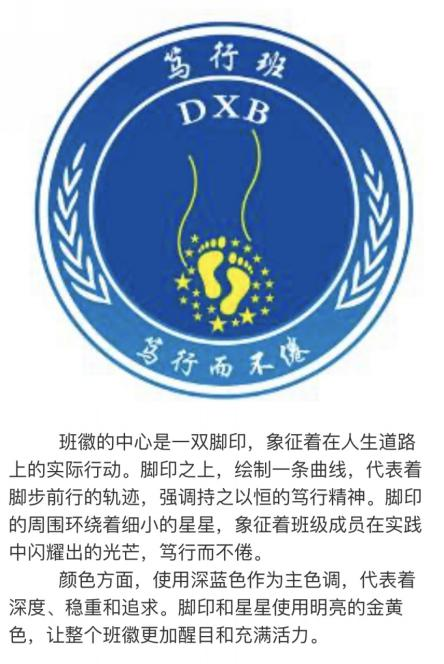 笃行班
DXB
笃行而不倦
班徽的中心是一双脚印，象征着在人生道路
上的实际行动。脚印之上，绘制一条曲线，代表着
脚步前行的轨迹，强调持之以恒的笃行精神。脚印
的周围环绕着细小的星星，象征着班级成员在实践
中闪耀出的光芒，笃行而不倦。
颜色方面，使用深蓝色作为主色调，代表着
深度、稳重和追求。脚印和星星使用明亮的金黄
色，让整个班徽更加醒目和充满活力。